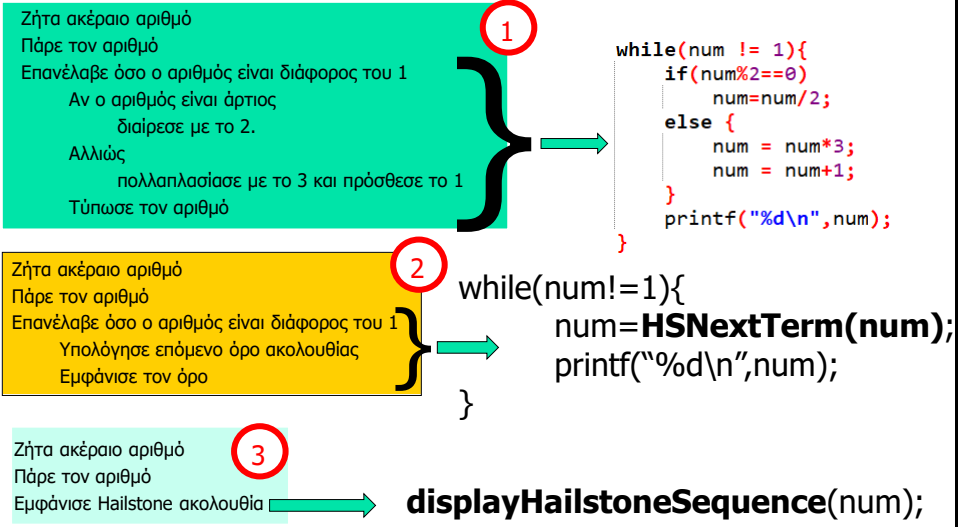 Ζήτα ακέραιο αριθμό
Πάρε τον αριθμό
Επανέλαβε όσο ο αριθμός είναι διάφορος του 1
Αν ο αριθμός είναι άρτιος
διαίρεσε με το 2.
Αλλιώς
πολλαπλασίασε με το 3 και πρόσθεσε το 1
Τύπωσε τον αριθμό
1
while(num != 1){
if(num%2==0)
num=num/2;
else {
num = num*3;
num = num+1;
}
printf("%d\n",num);
}
Ζήτα ακέραιο αριθμό
Πάρε τον αριθμό
Επανέλαβε όσο ο αριθμός είναι διάφορος του 1
Υπολόγησε επόμενο όρο ακολουθίας
Εμφάνισε τον όρο
2
while(num!=1){
num=HSNextTerm(num);
printf(“%d\n”,num);
}
Ζήτα ακέραιο αριθμό
Πάρε τον αριθμό
Εμφάνισε Hailstone ακολουθία
3
displayHailstoneSequence(num);